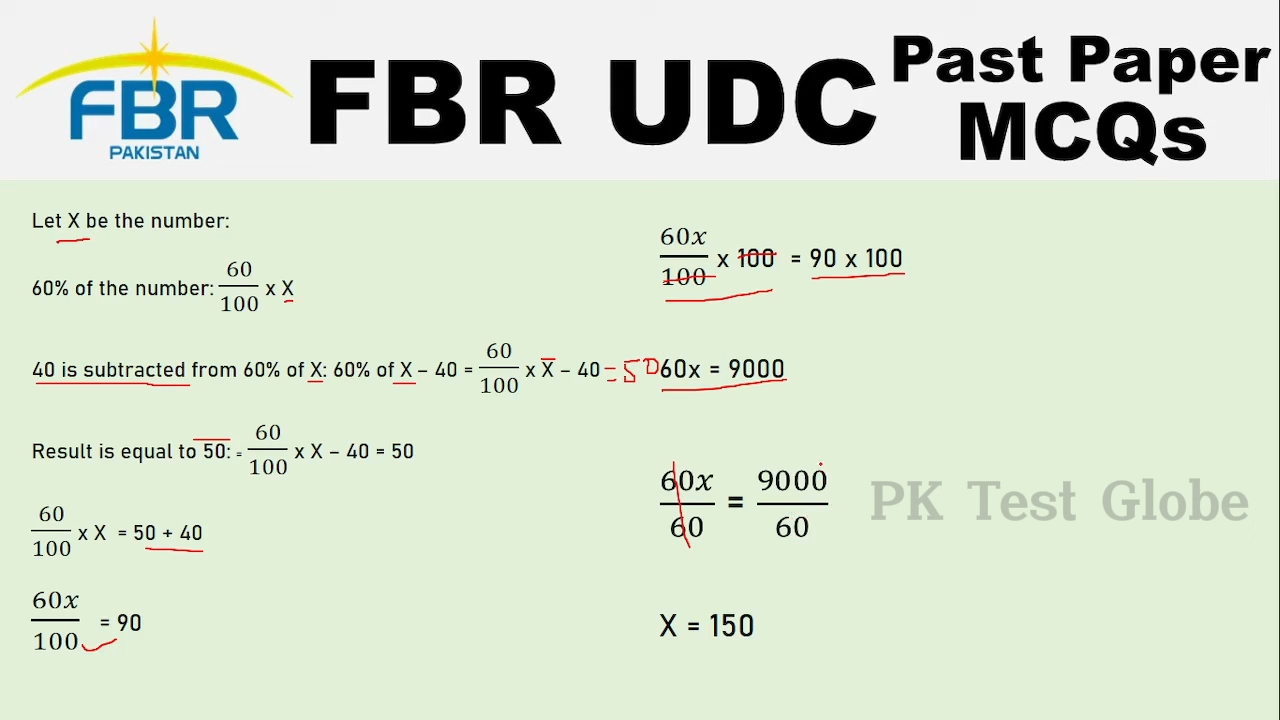 FBR
PAKISTAN
FBR UDC
Past Paper
MCQs
Let X be the number:
60% of the number: 60/100 x X
40 is subtracted from 60% of X: 60% of X – 40 = 60/100 x X – 40 = 50
Result is equal to 50: = 60/100 x X – 40 = 50
60/100 x X = 50 + 40
60x/100 = 90
60x/100 x 100 = 90 x 100
60x = 9000
60x/60 = 9000/60
X = 150
PK Test Globe